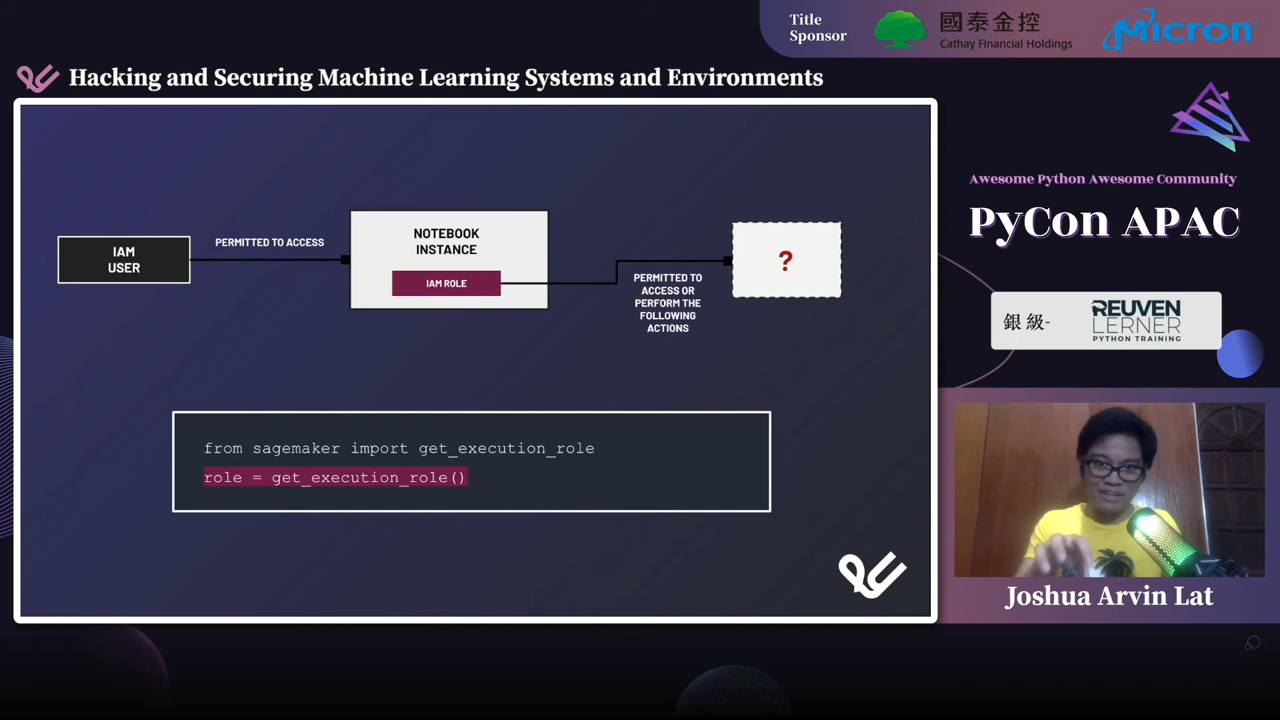 Title
Sponsor
國泰金控
Cathay Financial Holdings
Micron
Hacking and Securing Machine Learning Systems and Environments
IAM
USER
PERMITTED TO ACCESS
NOTEBOOK
INSTANCE
IAM ROLE
PERMITTED TO
ACCESS OR
PERFORM THE
FOLLOWING
ACTIONS
?
from sagemaker import get_execution_role
role = get_execution_role()
Awesome Python Awesome Community
PyCon APAC
銀 級-
REUVEN
LERNER
PYTHON TRAINING
Joshua Arvin Lat